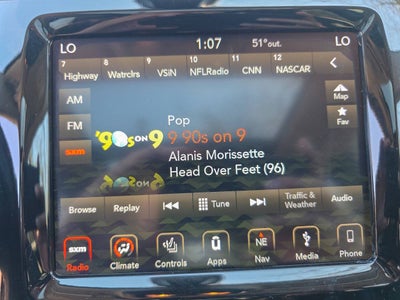 LO 1:07 51°out. LO
7 8 9 10 11 12
Highway Watrclrs VSiN NFLRadio CNN NASCAR
AM
Map
Pop
FM
'90s ON 9
9 90s on 9
Fav
sxm
Alanis Morissette
Head Over Feet (96)
Browse Replay Tune Traffic & Weather Audio
sxm NE
Radio Climate Controls Apps Nav Media Phone